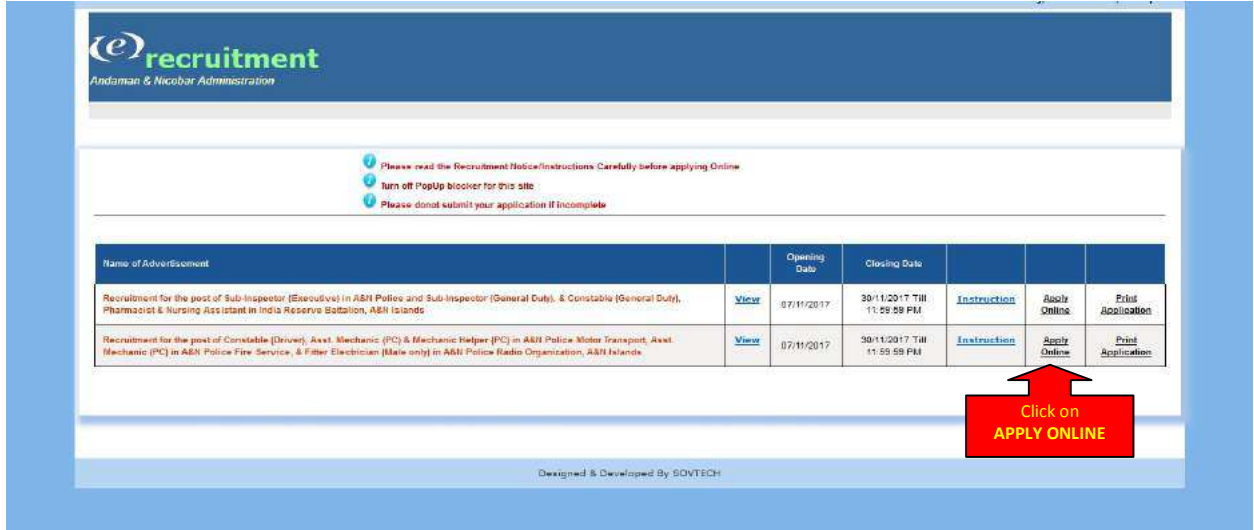 (e)recruitment
Andaman & Nicobar Administration
Please read the Recruitment Notice/Instructions Carefully before applying Online
Turn off PopUp blocker for this site
Please donot submit your application if incomplete
Name of Advertisement Opening Date Closing Date
Recruitment for the post of Sub-Inspector (Executive) in A&N Police and Sub-Inspector (General Duty), & Constable (General Duty),
Pharmacist & Nursing Assistant in India Reserve Battalion, A&N Islands
View 07/11/2017 30/11/2017 Till 11:59:59 PM Instruction Apply Online Print Application
Recruitment for the post of Constable (Driver), Asst. Mechanic (PC) & Mechanic Helper (PC) in A&N Police Motor Transport, Asst.
Mechanic (PC) in A&N Police Fire Service, & Fitter Electrician (Male only) in A&N Police Radio Organization, A&N Islands
View 07/11/2017 30/11/2017 Till 11:59:59 PM Instruction Apply Online Print Application
Click on
APPLY ONLINE
Designed & Developed By SOVTECH